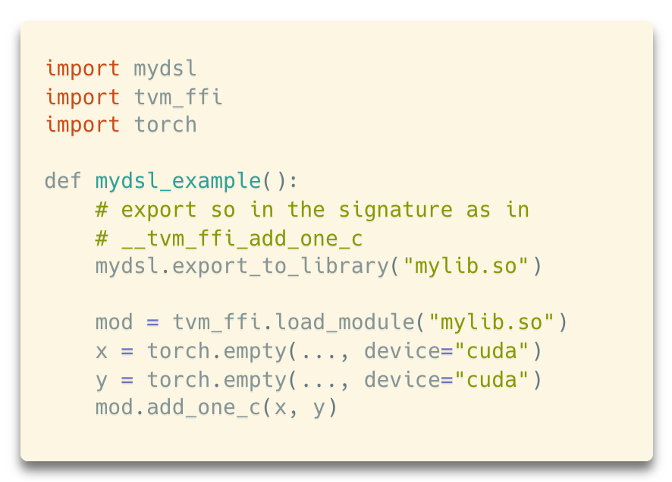 import mydsl
import tvm_ffi
import torch

def mydsl_example():
    # export so in the signature as in
    # __tvm_ffi_add_one_c
    mydsl.export_to_library("mylib.so")

    mod = tvm_ffi.load_module("mylib.so")
    x = torch.empty(..., device="cuda")
    y = torch.empty(..., device="cuda")
    mod.add_one_c(x, y)